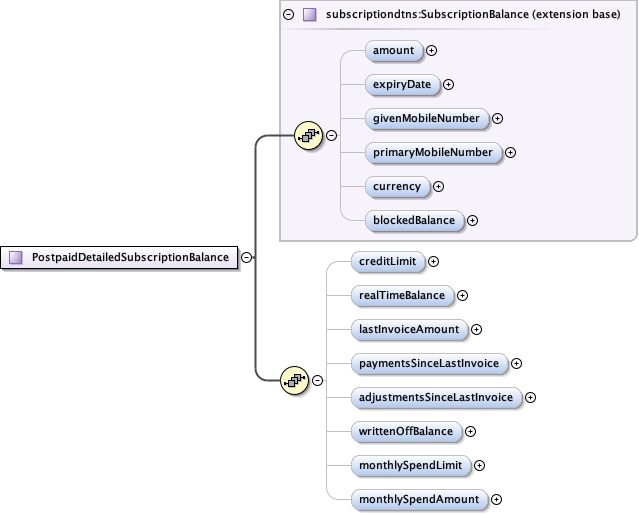 subscriptiondtns:SubscriptionBalance (extension base)
amount
expiryDate
givenMobileNumber
primaryMobileNumber
currency
blockedBalance
PostpaidDetailedSubscriptionBalance
creditLimit
realTimeBalance
lastInvoiceAmount
paymentsSinceLastInvoice
adjustmentsSinceLastInvoice
writtenOffBalance
monthlySpendLimit
monthlySpendAmount